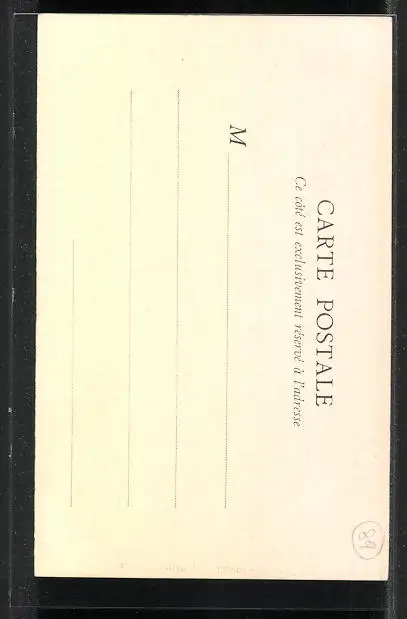 CARTE POSTALE
Ce côté est exclusivement réservé à l'adresse
M
89